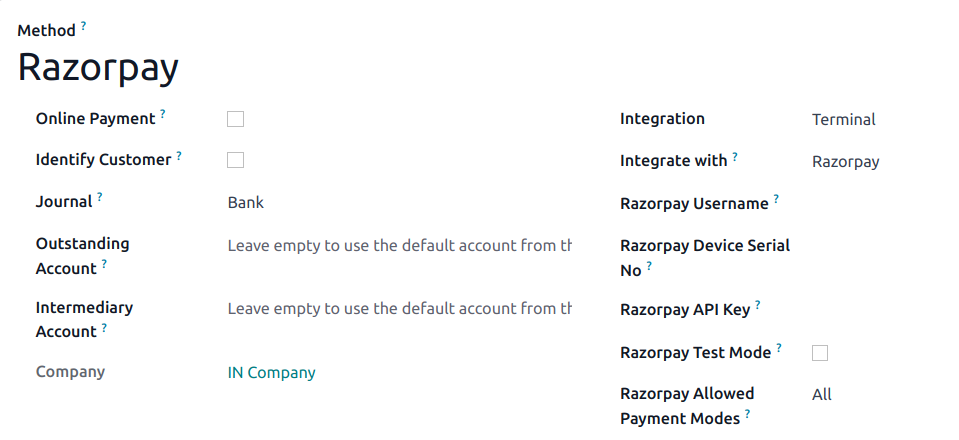 Method ?
Razorpay
Online Payment ?
Identify Customer ?
Journal ? Bank
Outstanding
Account ? Leave empty to use the default account from th
Intermediary
Account ? Leave empty to use the default account from th
Company IN Company
Integration Terminal
Integrate with ? Razorpay
Razorpay Username ?
Razorpay Device Serial
No ?
Razorpay API Key ?
Razorpay Test Mode ?
Razorpay Allowed
Payment Modes ? All